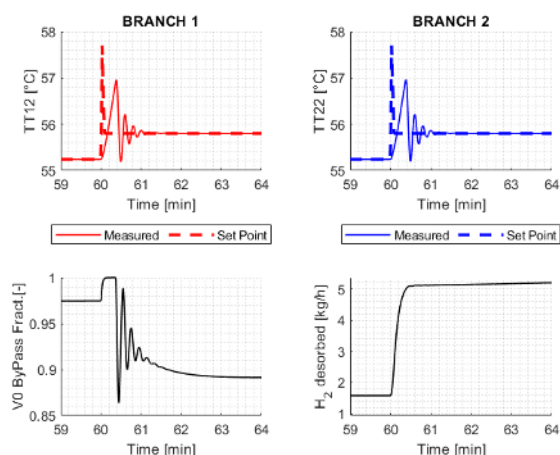 BRANCH 1
TT12 [°C]
58
57
56
55
59 60 61 62 63 64
Time [min]
Measured Set Point
BRANCH 2
TT22 [°C]
58
57
56
55
59 60 61 62 63 64
Time [min]
Measured Set Point
V0 ByPass Fract.[-]
1
0.95
0.9
0.85
59 60 61 62 63 64
Time [min]
H2 desorbed [kg/h]
5
4
3
2
1
59 60 61 62 63 64
Time [min]